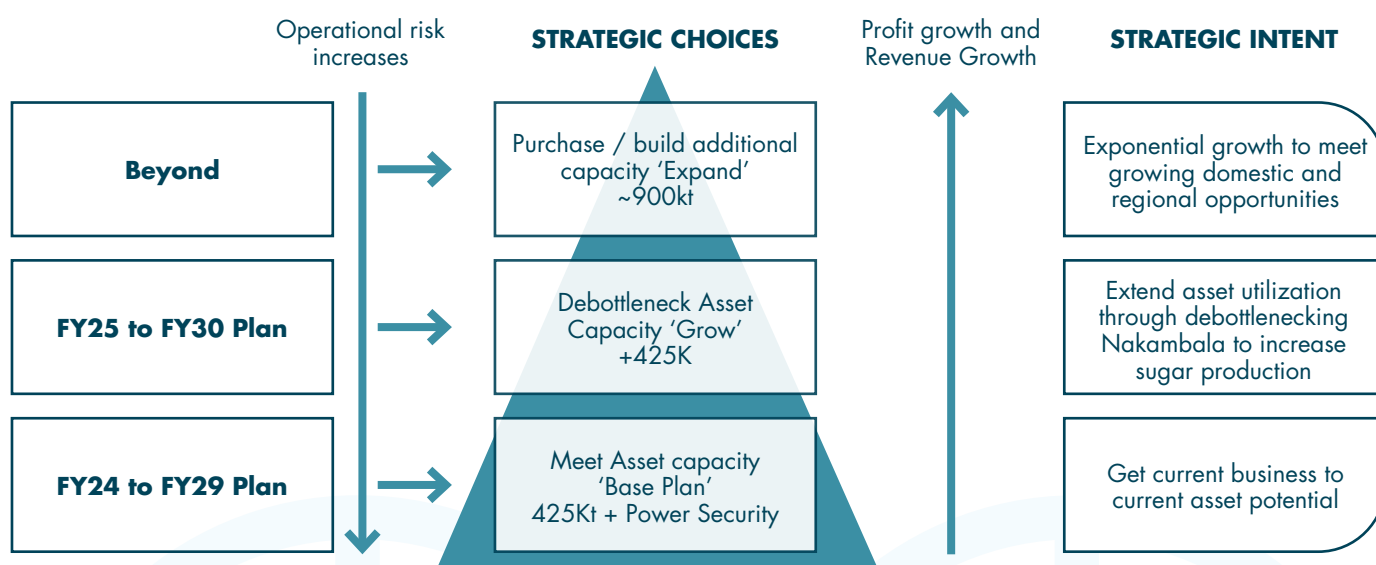 Operational risk
increases
STRATEGIC CHOICES
Profit growth and
Revenue Growth
STRATEGIC INTENT
Beyond
Purchase / build additional
capacity ‘Expand’
~900kt
Exponential growth to meet
growing domestic and
regional opportunities
FY25 to FY30 Plan
Debottleneck Asset
Capacity ‘Grow’
+425K
Extend asset utilization
through debottlenecking
Nakambala to increase
sugar production
FY24 to FY29 Plan
Meet Asset capacity
‘Base Plan’
425Kt + Power Security
Get current business to
current asset potential